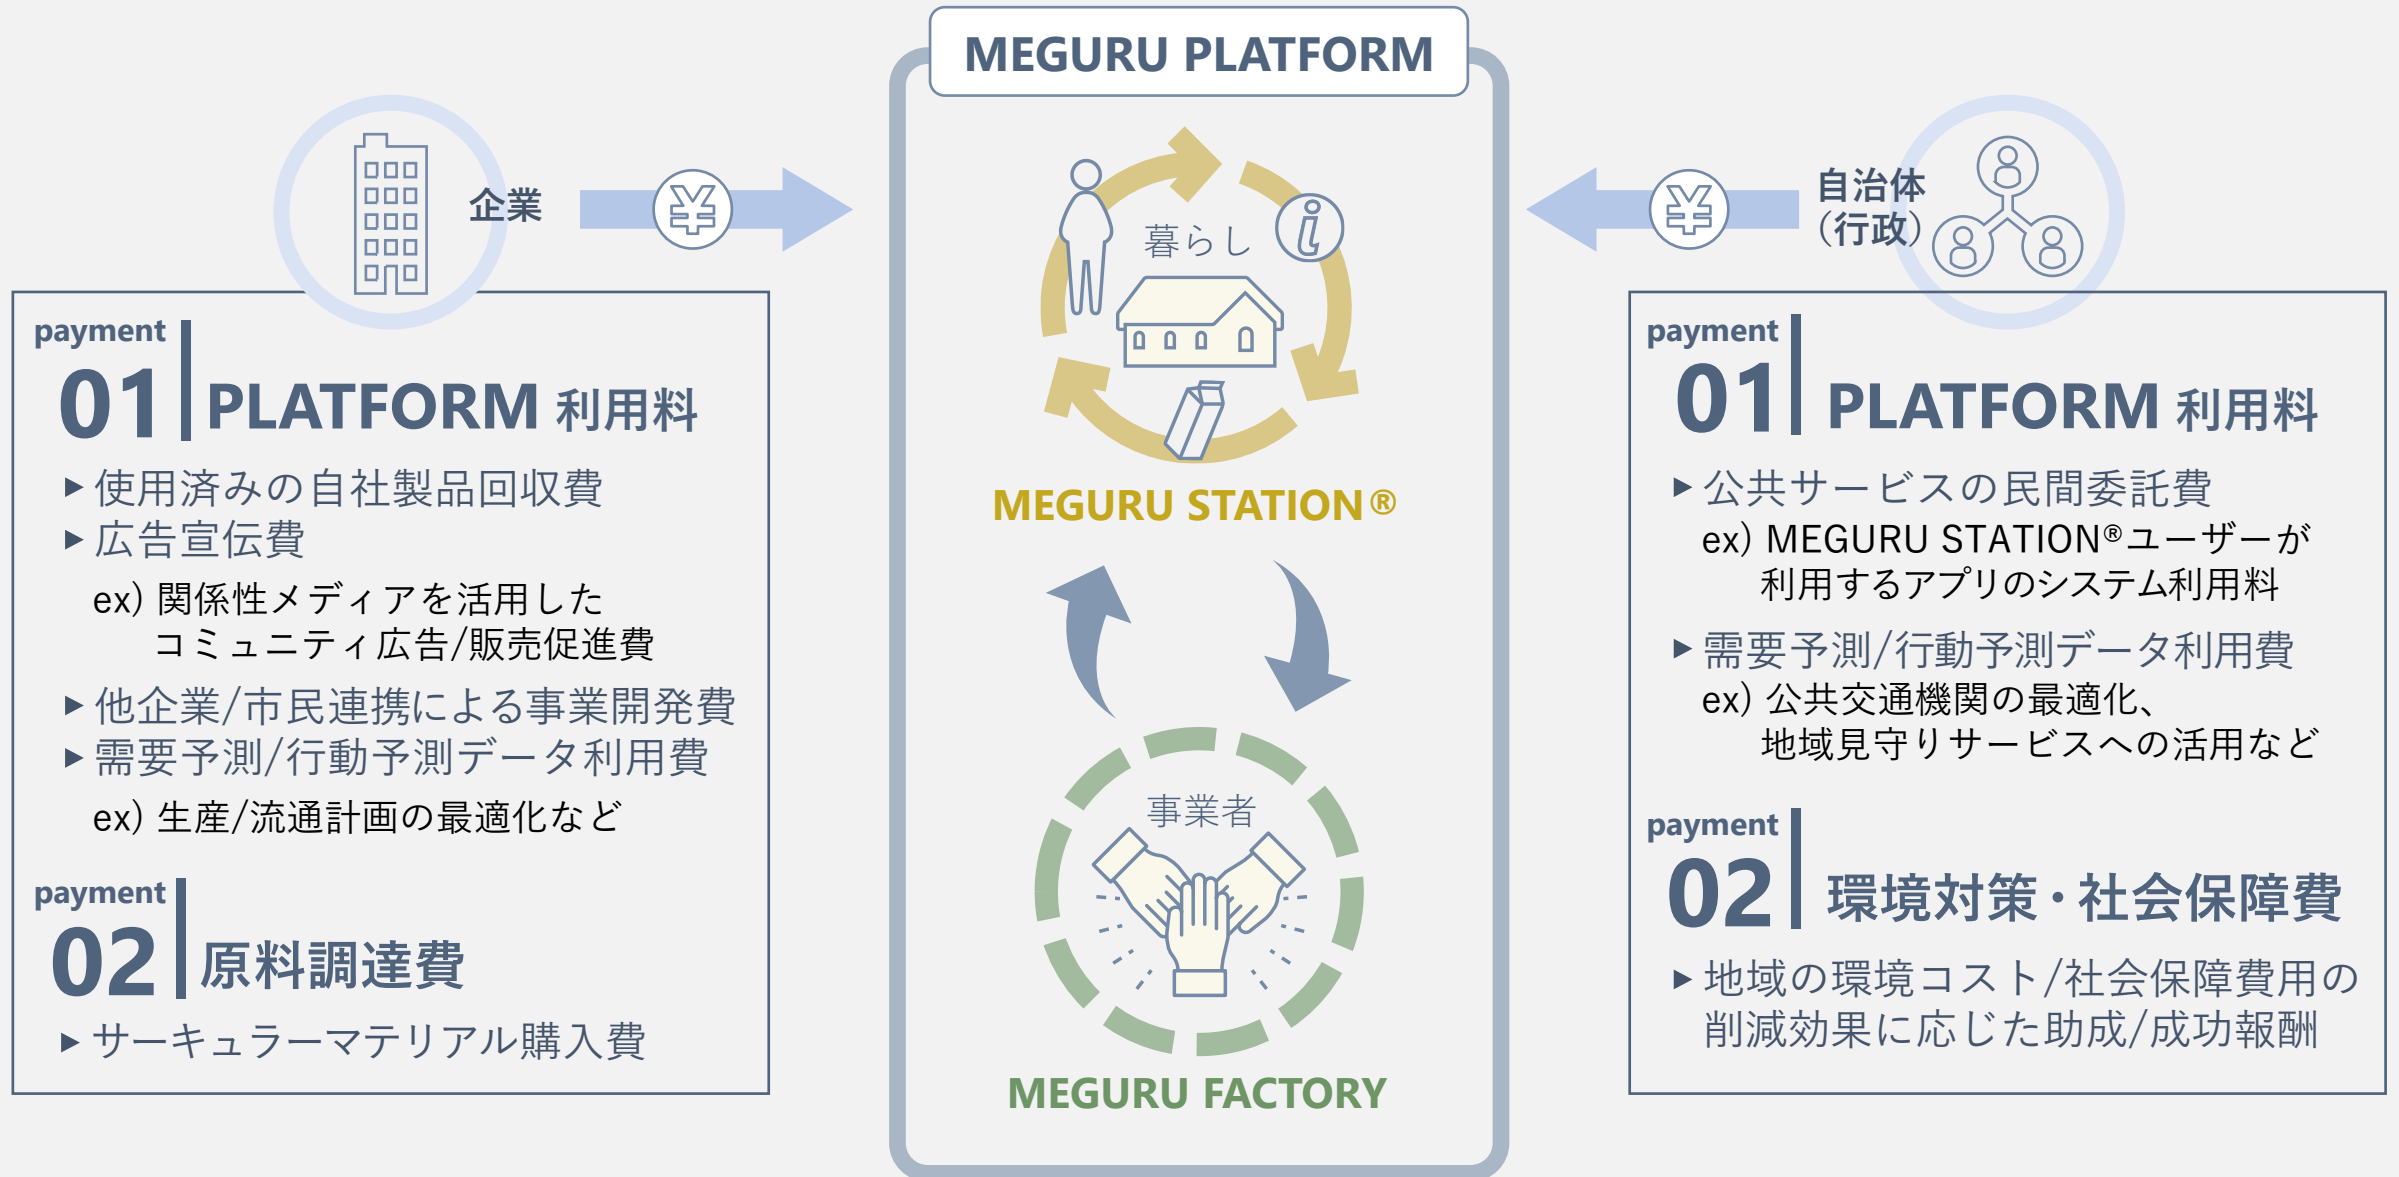 MEGURU PLATFORM
企業
¥
payment
01
PLATFORM 利用料
▶使用済みの自社製品回収費
▶広告宣伝費
ex) 関係性メディアを活用した
コミュニティ広告/販売促進費
▶他企業/市民連携による事業開発費
▶需要予測/行動予測データ利用費
ex) 生産/流通計画の最適化など
payment
02
原料調達費
▶サーキュラーマテリアル購入費
暮らし
i
MEGURU STATION®
事業者
MEGURU FACTORY
¥
自治体
（行政）
payment
01
PLATFORM 利用料
▶公共サービスの民間委託費
ex) MEGURU STATION®ユーザーが
利用するアプリのシステム利用料
▶需要予測/行動予測データ利用費
ex) 公共交通機関の最適化、
地域見守りサービスへの活用など
payment
02
環境対策・社会保障費
▶地域の環境コスト/社会保障費用の
削減効果に応じた助成/成功報酬